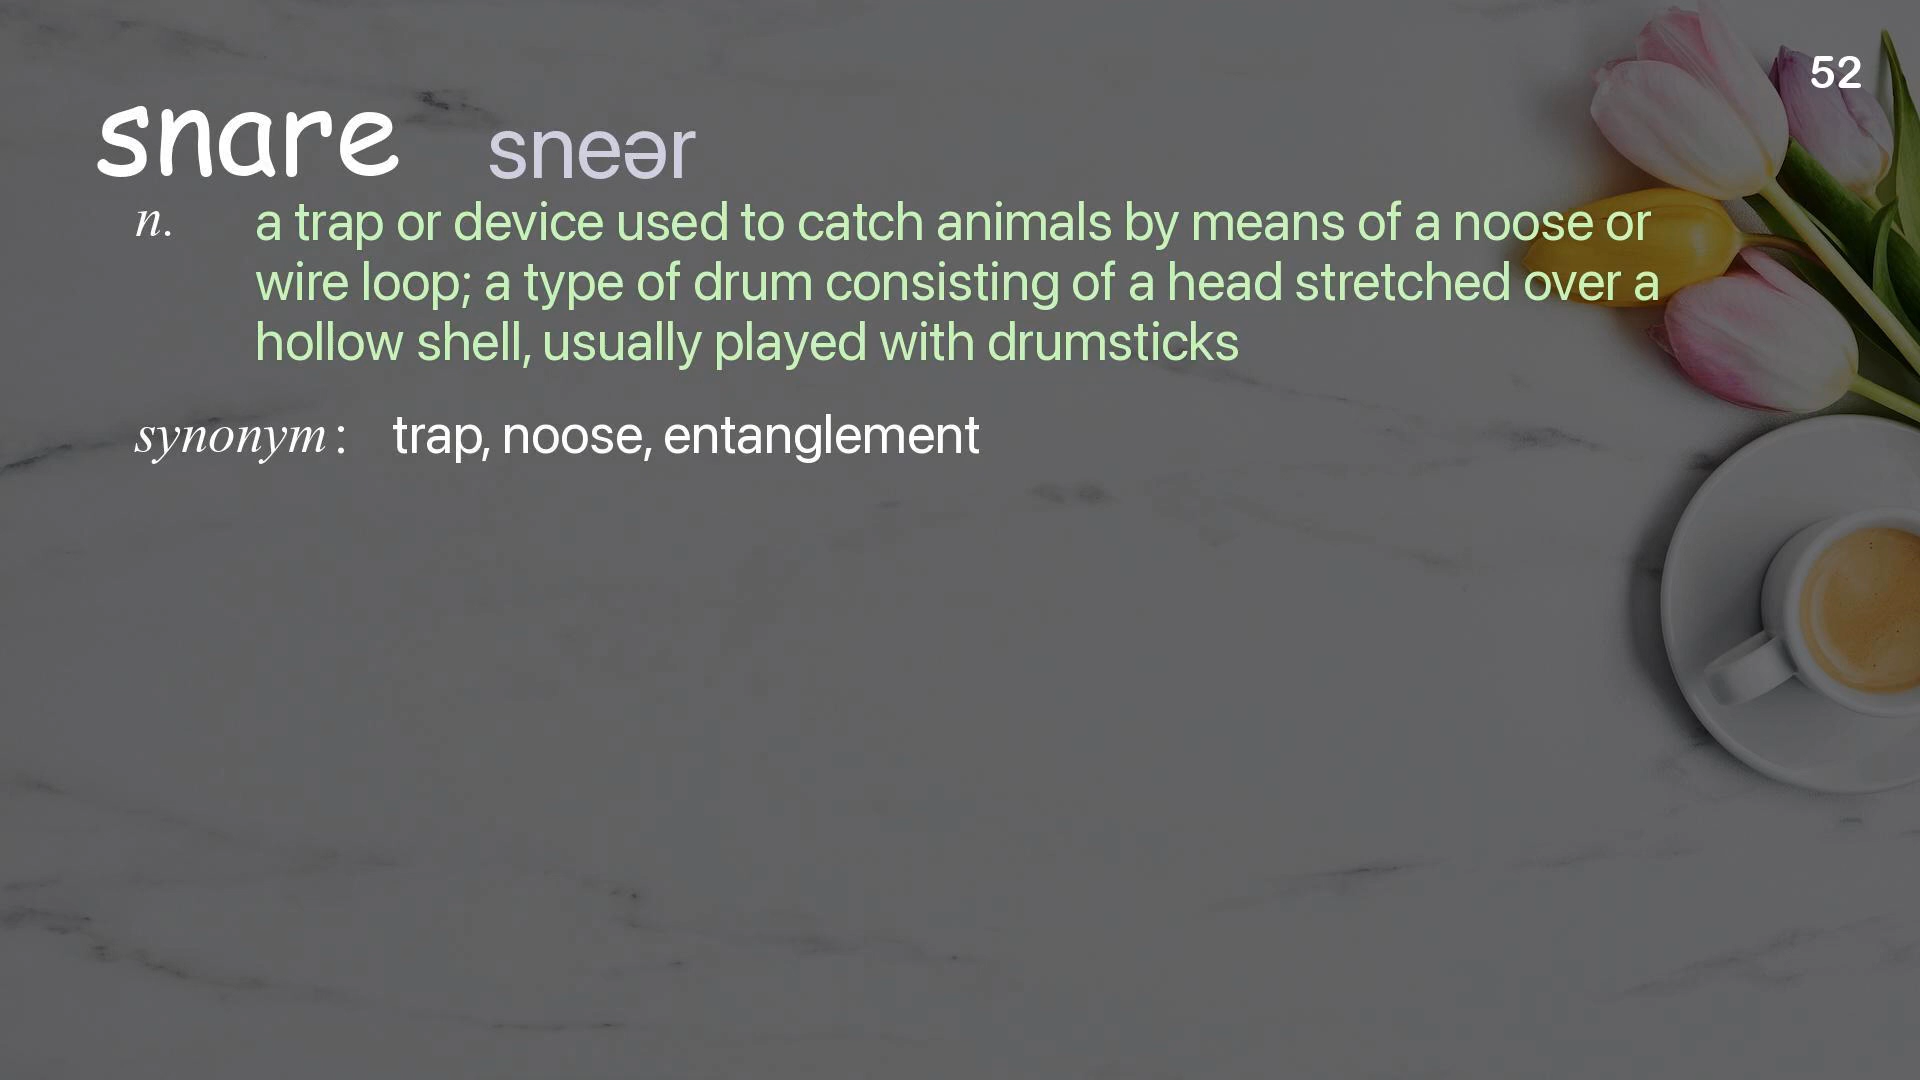 52
snare sneər
n. a trap or device used to catch animals by means of a noose or
wire loop; a type of drum consisting of a head stretched over a
hollow shell, usually played with drumsticks
synonym : trap, noose, entanglement